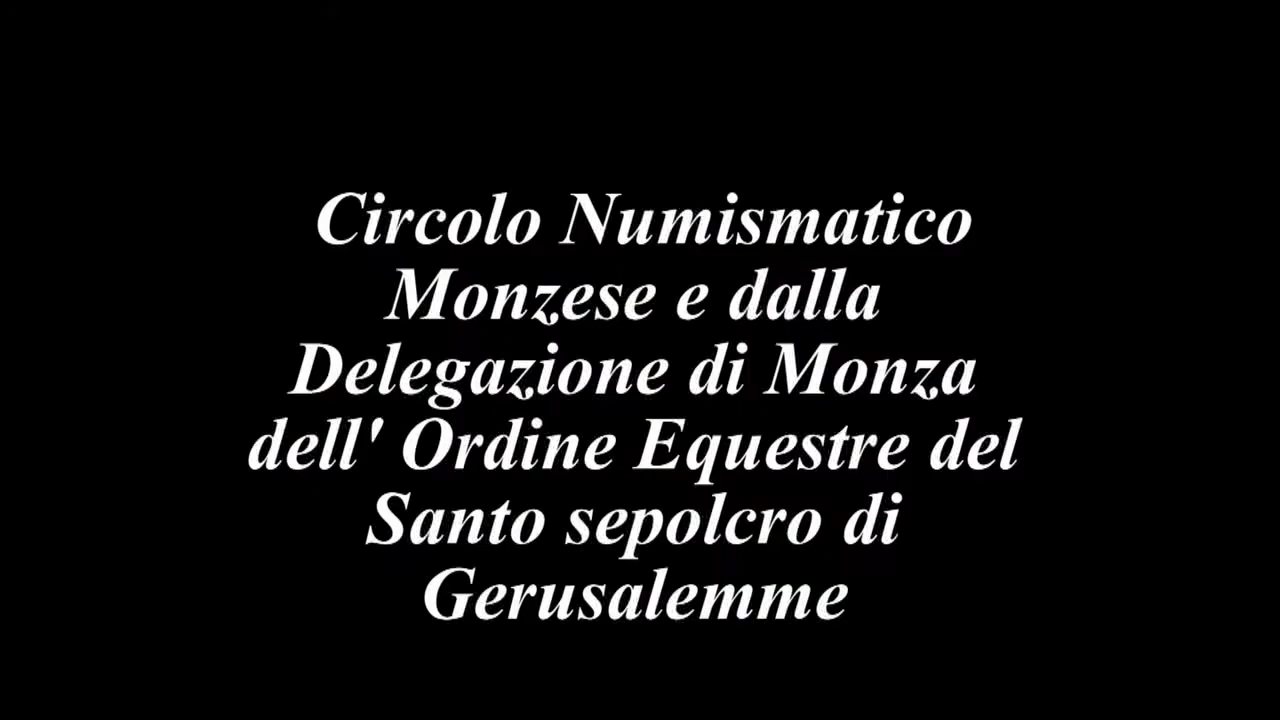 Circolo Numismatico
Monzese e dalla
Delegazione di Monza
dell' Ordine Equestre del
Santo sepolcro di
Gerusalemme